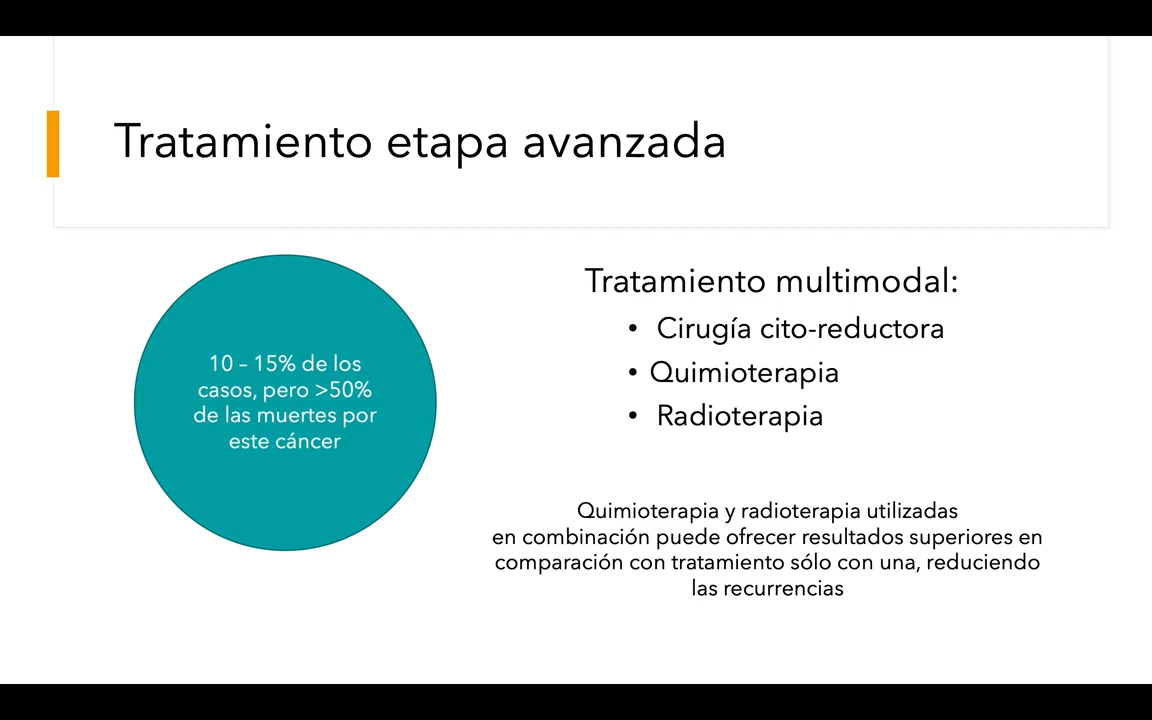 Tratamiento etapa avanzada
10 – 15% de los
casos, pero >50%
de las muertes por
este cáncer
Tratamiento multimodal:
• Cirugía cito-reductora
• Quimioterapia
• Radioterapia
Quimioterapia y radioterapia utilizadas
en combinación puede ofrecer resultados superiores en
comparación con tratamiento sólo con una, reduciendo
las recurrencias